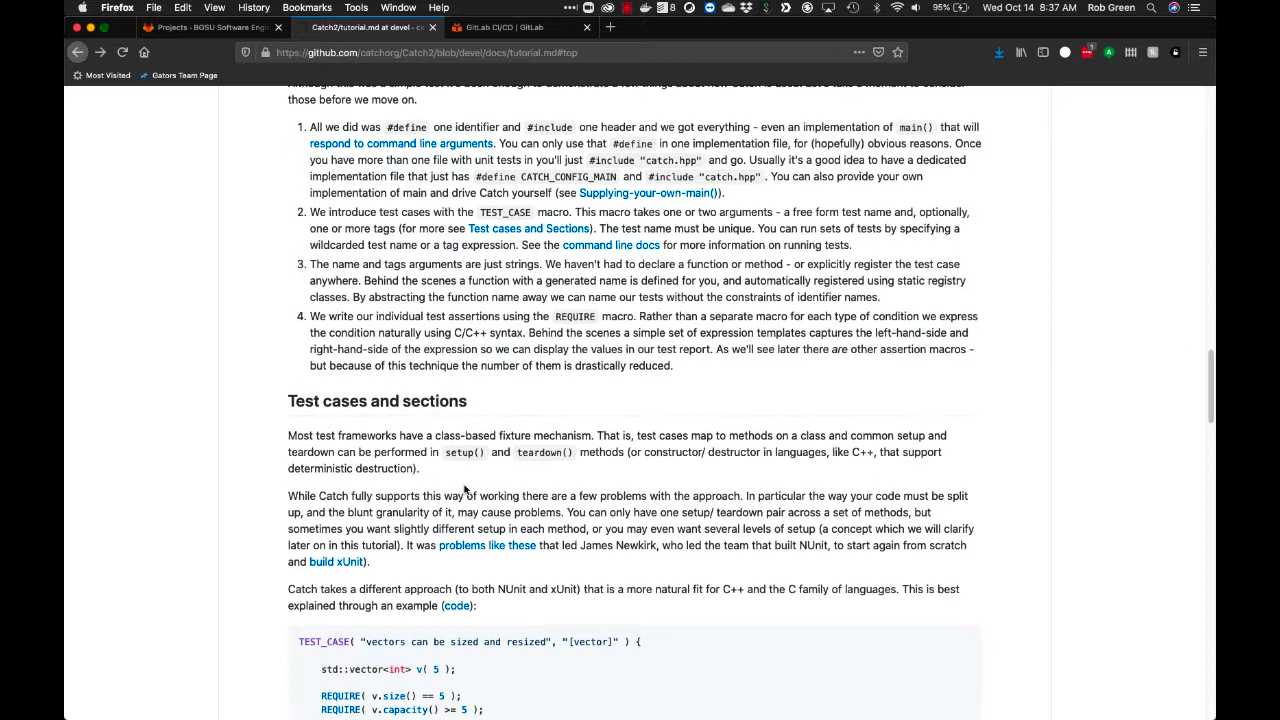 Firefox File Edit View History Bookmarks Tools Window Help 8 95% Wed Oct 14 8:37 AM Rob Green
Projects - BGSU Software Engin Catch2/tutorial.md at devel · ca GitLab CI/CD | GitLab
https://github.com/catchorg/Catch2/blob/devel/docs/tutorial.md#top
Most Visited Gators Team Page
those before we move on.
1. All we did was #define one identifier and #include one header and we got everything - even an implementation of main() that will
respond to command line arguments. You can only use that #define in one implementation file, for (hopefully) obvious reasons. Once
you have more than one file with unit tests in you'll just #include "catch.hpp" and go. Usually it's a good idea to have a dedicated
implementation file that just has #define CATCH_CONFIG_MAIN and #include "catch.hpp". You can also provide your own
implementation of main and drive Catch yourself (see Supplying-your-own-main()).
2. We introduce test cases with the TEST_CASE macro. This macro takes one or two arguments - a free form test name and, optionally,
one or more tags (for more see Test cases and Sections). The test name must be unique. You can run sets of tests by specifying a
wildcarded test name or a tag expression. See the command line docs for more information on running tests.
3. The name and tags arguments are just strings. We haven't had to declare a function or method - or explicitly register the test case
anywhere. Behind the scenes a function with a generated name is defined for you, and automatically registered using static registry
classes. By abstracting the function name away we can name our tests without the constraints of identifier names.
4. We write our individual test assertions using the REQUIRE macro. Rather than a separate macro for each type of condition we express
the condition naturally using C/C++ syntax. Behind the scenes a simple set of expression templates captures the left-hand-side and
right-hand-side of the expression so we can display the values in our test report. As we'll see later there are other assertion macros -
but because of this technique the number of them is drastically reduced.
Test cases and sections
Most test frameworks have a class-based fixture mechanism. That is, test cases map to methods on a class and common setup and
teardown can be performed in setup() and teardown() methods (or constructor/ destructor in languages, like C++, that support
deterministic destruction).
While Catch fully supports this way of working there are a few problems with the approach. In particular the way your code must be split
up, and the blunt granularity of it, may cause problems. You can only have one setup/ teardown pair across a set of methods, but
sometimes you want slightly different setup in each method, or you may even want several levels of setup (a concept which we will clarify
later on in this tutorial). It was problems like these that led James Newkirk, who led the team that built NUnit, to start again from scratch
and build xUnit).
Catch takes a different approach (to both NUnit and xUnit) that is a more natural fit for C++ and the C family of languages. This is best
explained through an example (code):
TEST_CASE( "vectors can be sized and resized", "[vector]" ) {
std::vector<int> v( 5 );
REQUIRE( v.size() == 5 );
REQUIRE( v.capacity() >= 5 );